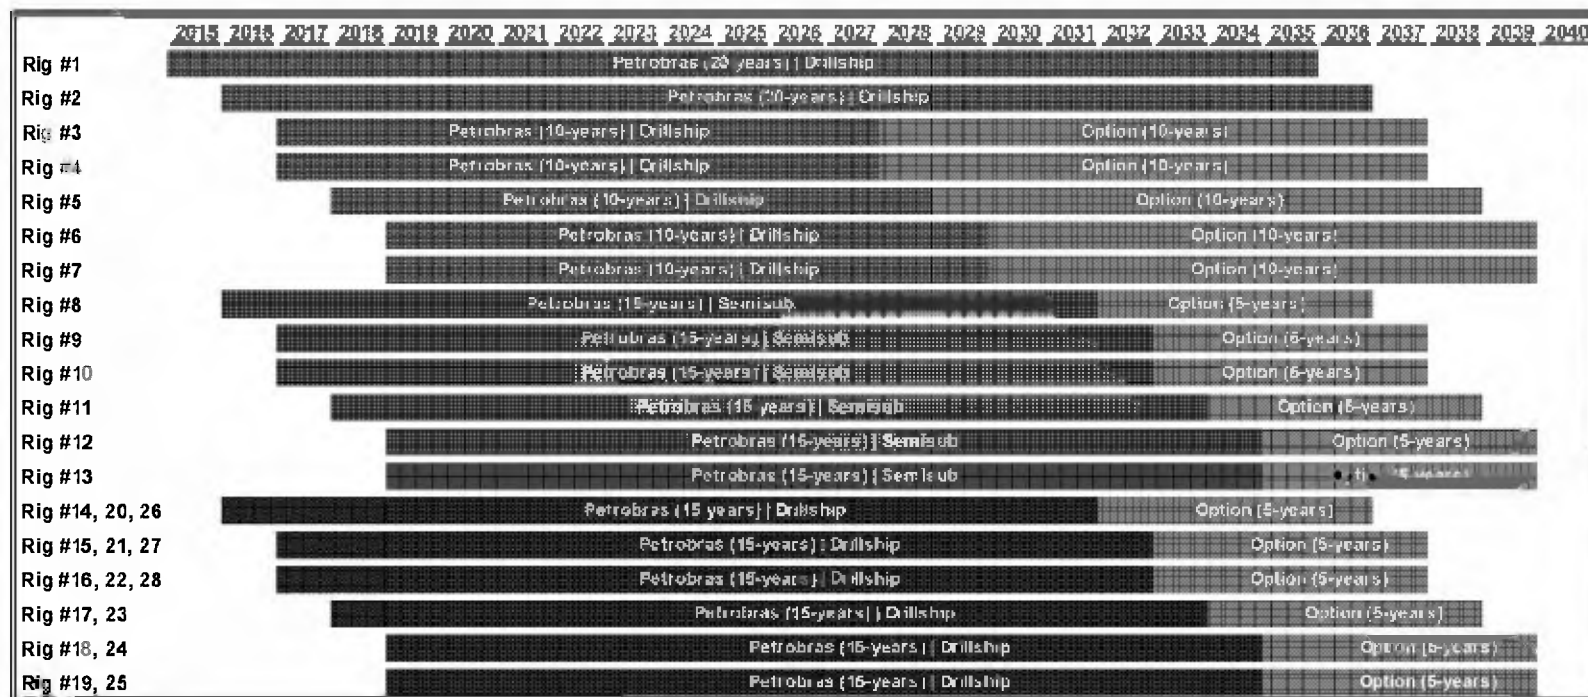 2015 2016 2017 2018 2019 2020 2021 2022 2023 2024 2025 2026 2027 2028 2029 2030 2031 2032 2033 2034 2035 2036 2037 2038 2039 2040
Rig #1 Petrobras (20 years) | Drillship
Rig #2 Petrobras (20-years) | Drillship
Rig #3 Petrobras (10-years) | Drillship Option (10-years)
Rig #4 Petrobras (10-years) | Drillship Option (10-years)
Rig #5 Petrobras (10-years) | Drillship Option (10-years)
Rig #6 Petrobras (10-years) | Drillship Option (10-years)
Rig #7 Petrobras (10-years) | Drillship Option (10-years)
Rig #8 Petrobras (15-years) | Semisub Option (5-years)
Rig #9 Petrobras (15-years) | Semisub Option (5-years)
Rig #10 Petrobras (15-years) | Semisub Option (5-years)
Rig #11 Petrobras (15 years) | Semisub Option (5-years)
Rig #12 Petrobras (15-years) | Semisub Option (5-years)
Rig #13 Petrobras (15-years) | Semisub
Rig #14, 20, 26 Petrobras (15 years) | Drillship Option (5-years)
Rig #15, 21, 27 Petrobras (15-years) | Drillship Option (5-years)
Rig #16, 22, 28 Petrobras (15-years) | Drillship Option (5-years)
Rig #17, 23 Petrobras (15-years) | Drillship Option (5-years)
Rig #18, 24 Petrobras (15-years) | Drillship Option (5-years)
Rig #19, 25 Petrobras (15-years) | Drillship Option (5-years)